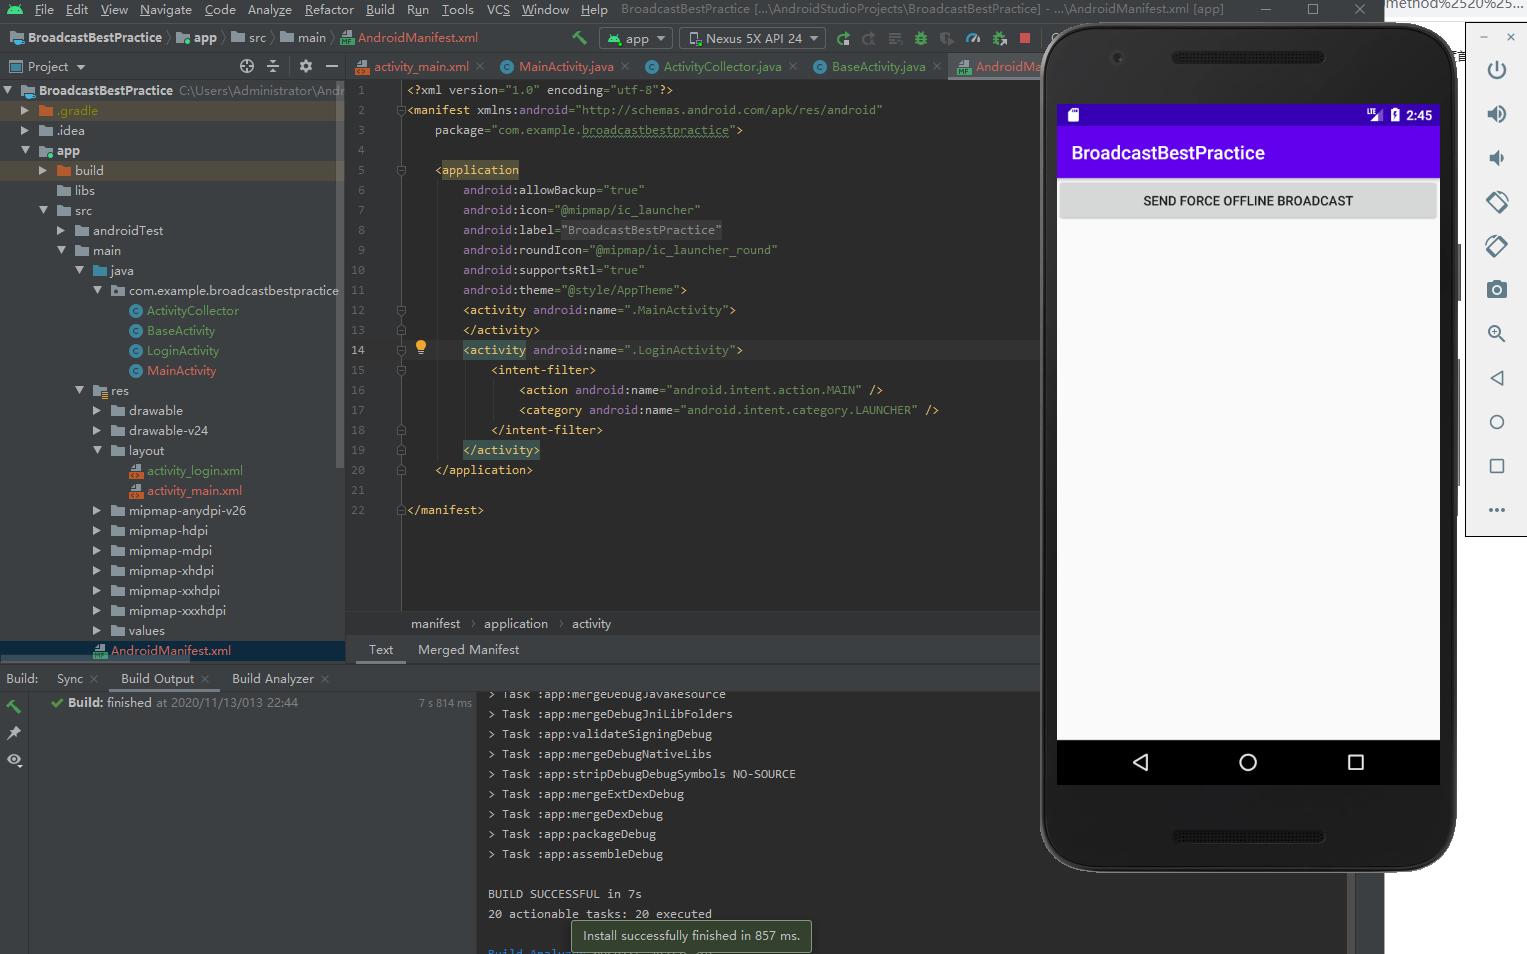 File Edit View Navigate Code Analyze Refactor Build Run Tools VCS Window Help BroadcastBestPractice [...\AndroidStudioProjects\BroadcastBestPractice] - ...\AndroidManifest.xml [app]
BroadcastBestPractice app src main AndroidManifest.xml app Nexus 5X API 24
Project activity_main.xml MainActivity.java ActivityCollector.java BaseActivity.java AndroidMa
BroadcastBestPractice C:\Users\Administrator\Andr
.gradle
.idea
app
build
libs
src
androidTest
main
java
com.example.broadcastbestpractice
ActivityCollector
BaseActivity
LoginActivity
MainActivity
res
drawable
drawable-v24
layout
activity_login.xml
activity_main.xml
mipmap-anydpi-v26
mipmap-hdpi
mipmap-mdpi
mipmap-xhdpi
mipmap-xxhdpi
mipmap-xxxhdpi
values
AndroidManifest.xml
1 <?xml version="1.0" encoding="utf-8"?>
2 <manifest xmlns:android="http://schemas.android.com/apk/res/android"
3 package="com.example.broadcastbestpractice">
4
5 <application
6 android:allowBackup="true"
7 android:icon="@mipmap/ic_launcher"
8 android:label="BroadcastBestPractice"
9 android:roundIcon="@mipmap/ic_launcher_round"
10 android:supportsRtl="true"
11 android:theme="@style/AppTheme">
12 <activity android:name=".MainActivity">
13 </activity>
14 <activity android:name=".LoginActivity">
15 <intent-filter>
16 <action android:name="android.intent.action.MAIN" />
17 <category android:name="android.intent.category.LAUNCHER" />
18 </intent-filter>
19 </activity>
20 </application>
21
22 </manifest>
manifest application activity
Text Merged Manifest
Build: Sync Build Output Build Analyzer
Build: finished at 2020/11/13/013 22:44 7 s 814 ms
> Task :app:mergeDebugJavaResource
> Task :app:mergeDebugJniLibFolders
> Task :app:validateSigningDebug
> Task :app:mergeDebugNativeLibs
> Task :app:stripDebugDebugSymbols NO-SOURCE
> Task :app:mergeExtDexDebug
> Task :app:mergeDexDebug
> Task :app:packageDebug
> Task :app:assembleDebug
BUILD SUCCESSFUL in 7s
20 actionable tasks: 20 executed
Install successfully finished in 857 ms.
LTE 2:45
BroadcastBestPractice
SEND FORCE OFFLINE BROADCAST
method%2520%25...